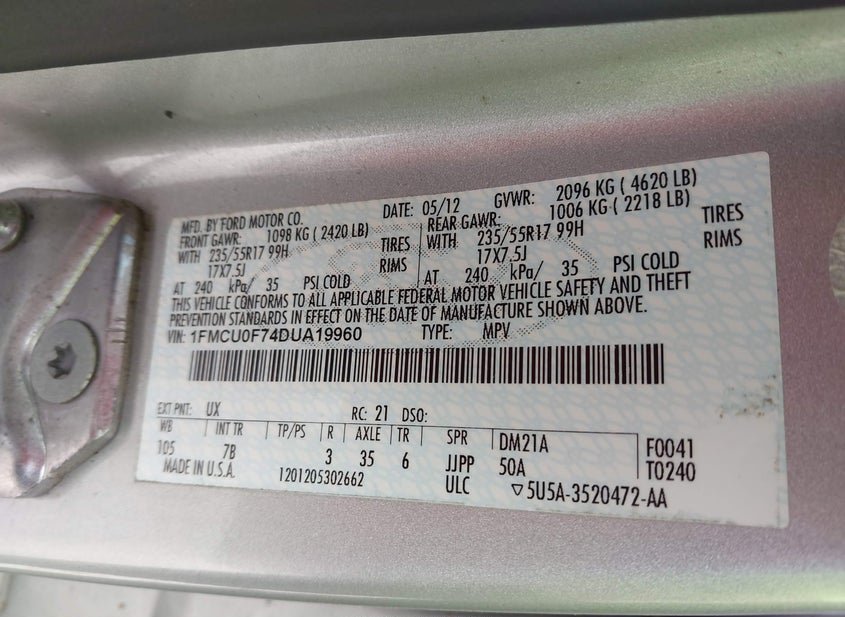 MFD. BY FORD MOTOR CO. DATE: 05/12 GVWR: 2096 KG ( 4620 LB)
FRONT GAWR: 1098 KG ( 2420 LB) REAR GAWR: 1006 KG ( 2218 LB)
WITH 235/55R17 99H TIRES WITH 235/55R17 99H TIRES
17X7.5J RIMS 17X7.5J RIMS
AT 240 kPa/ 35 PSI COLD AT 240 kPa/ 35 PSI COLD
THIS VEHICLE CONFORMS TO ALL APPLICABLE FEDERAL MOTOR VEHICLE SAFETY AND THEFT
PREVENTION STANDARDS IN EFFECT ON THE DATE OF MANUFACTURE SHOWN ABOVE.
VIN: 1FMCU0F74DUA19960 TYPE: MPV
EXT PNT: UX RC: 21 DSO:
WB INT TR TP/PS R AXLE TR SPR DM21A F0041
105 7B 3 35 6 JJPP 50A T0240
MADE IN U.S.A. 1201205302662 ULC ▽5U5A-3520472-AA